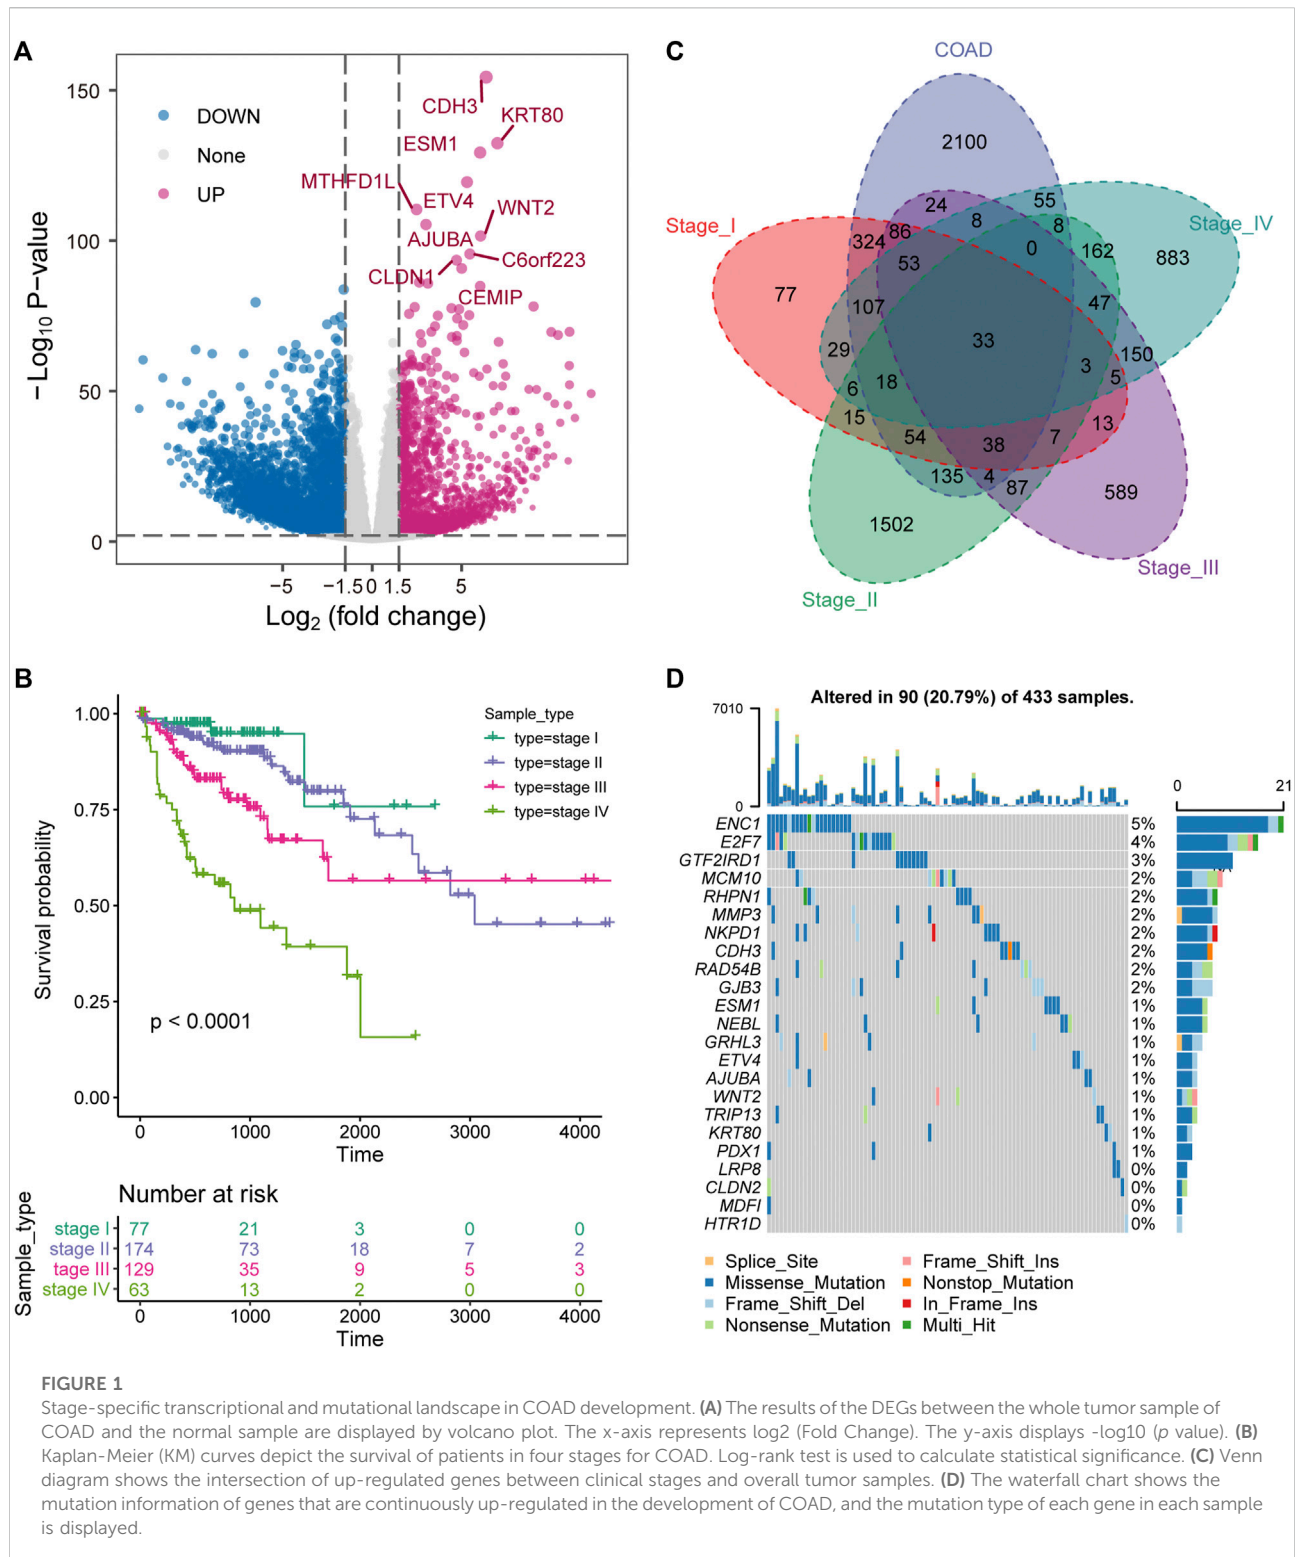 A
150
100
50
0
−Log10 P−value
DOWN
None
UP
CDH3
KRT80
ESM1
MTHFD1L
ETV4
WNT2
AJUBA
C6orf223
CLDN1
CEMIP
−5
−1.5
0
1.5
5
Log2 (fold change)
C
COAD
Stage_IV
Stage_I
Stage_III
Stage_II
2100
55
24
8
8
86
324
0
162
883
53
77
107
47
33
29
150
3
5
18
6
15
13
54
7
38
135
4
87
589
1502
B
Survival probability
1.00
0.75
0.50
0.25
0.00
Sample_type
type=stage I
type=stage II
type=stage III
type=stage IV
p < 0.0001
0 1000 2000 3000 4000
Time
Number at risk
Sample_type
stage I 77 21 3 0 0
stage II 174 73 18 7 2
tage III 129 35 9 5 3
stage IV 63 13 2 0 0
0 1000 2000 3000 4000
Time
D
Altered in 90 (20.79%) of 433 samples.
7010
0
0 21
ENC1 5%
E2F7 4%
GTF2IRD1 3%
MCM10 2%
RHPN1 2%
MMP3 2%
NKPD1 2%
CDH3 2%
RAD54B 2%
GJB3 2%
ESM1 1%
NEBL 1%
GRHL3 1%
ETV4 1%
AJUBA 1%
WNT2 1%
TRIP13 1%
KRT80 1%
PDX1 1%
LRP8 0%
CLDN2 0%
MDFI 0%
HTR1D 0%
Splice_Site
Missense_Mutation
Frame_Shift_Del
Nonsense_Mutation
Frame_Shift_Ins
Nonstop_Mutation
In_Frame_Ins
Multi_Hit
FIGURE 1
Stage-specific transcriptional and mutational landscape in COAD development. (A) The results of the DEGs between the whole tumor sample of
COAD and the normal sample are displayed by volcano plot. The x-axis represents log2 (Fold Change). The y-axis displays -log10 (p value). (B)
Kaplan-Meier (KM) curves depict the survival of patients in four stages for COAD. Log-rank test is used to calculate statistical significance. (C) Venn
diagram shows the intersection of up-regulated genes between clinical stages and overall tumor samples. (D) The waterfall chart shows the
mutation information of genes that are continuously up-regulated in the development of COAD, and the mutation type of each gene in each sample
is displayed.